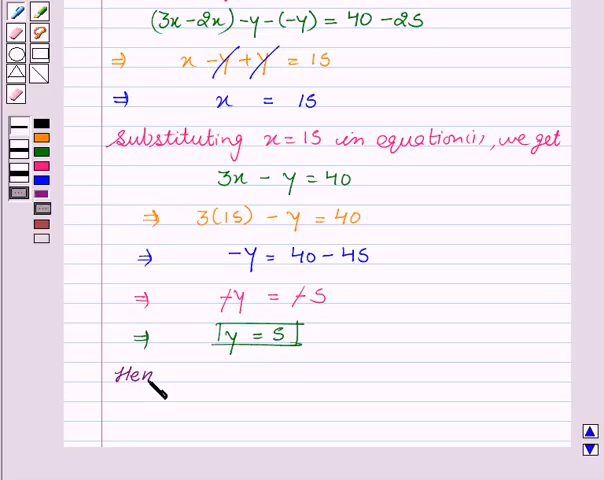 (3x - 2x) - y - (-y) = 40 - 25
⇒ x - y + y = 15
⇒ x = 15
Substituting x = 15 in equation (i), we get
3x - y = 40
⇒ 3(15) - y = 40
⇒ -y = 40 - 45
⇒ -y = -5
⇒ y = 5
Hen